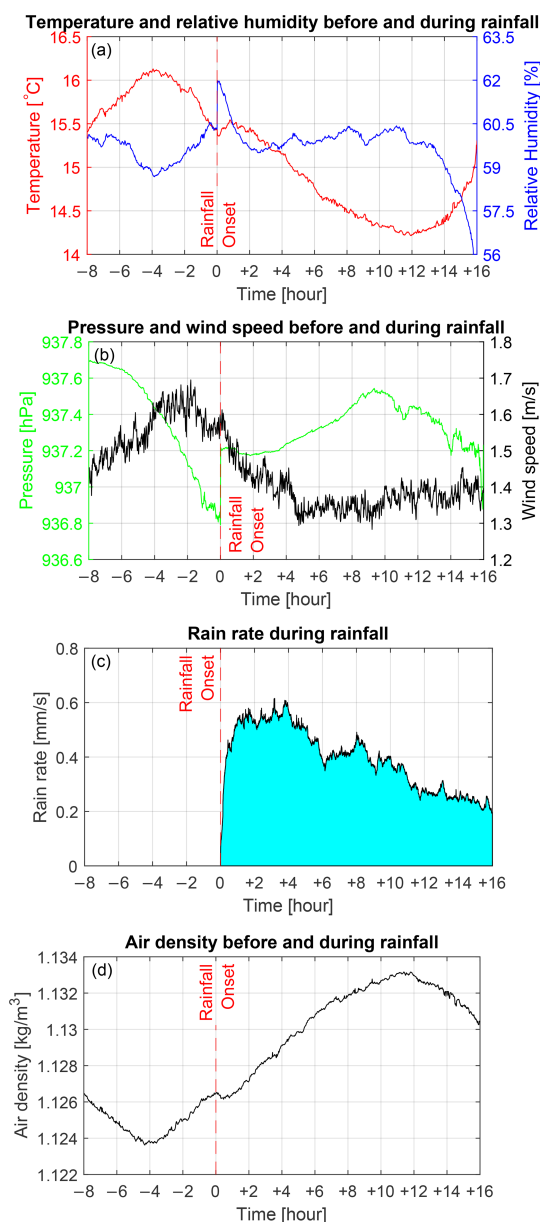 Temperature and relative humidity before and during rainfall
(a)
16.5
16
15.5
15
14.5
14
Temperature [°C]
63.5
62
60.5
59
57.5
56
Relative Humidity [%]
Rainfall
Onset
−8 −6 −4 −2 0 +2 +4 +6 +8 +10 +12 +14 +16
Time [hour]
Pressure and wind speed before and during rainfall
(b)
937.8
937.6
937.4
937.2
937
936.8
936.6
Pressure [hPa]
1.8
1.7
1.6
1.5
1.4
1.3
1.2
Wind speed [m/s]
Rainfall
Onset
−8 −6 −4 −2 0 +2 +4 +6 +8 +10 +12 +14 +16
Time [hour]
Rain rate during rainfall
(c)
0.8
0.6
0.4
0.2
0
Rain rate [mm/s]
Rainfall
Onset
−8 −6 −4 −2 0 +2 +4 +6 +8 +10 +12 +14 +16
Time [hour]
Air density before and during rainfall
(d)
1.134
1.132
1.13
1.128
1.126
1.124
1.122
Air density [kg/m³]
Rainfall
Onset
−8 −6 −4 −2 0 +2 +4 +6 +8 +10 +12 +14 +16
Time [hour]